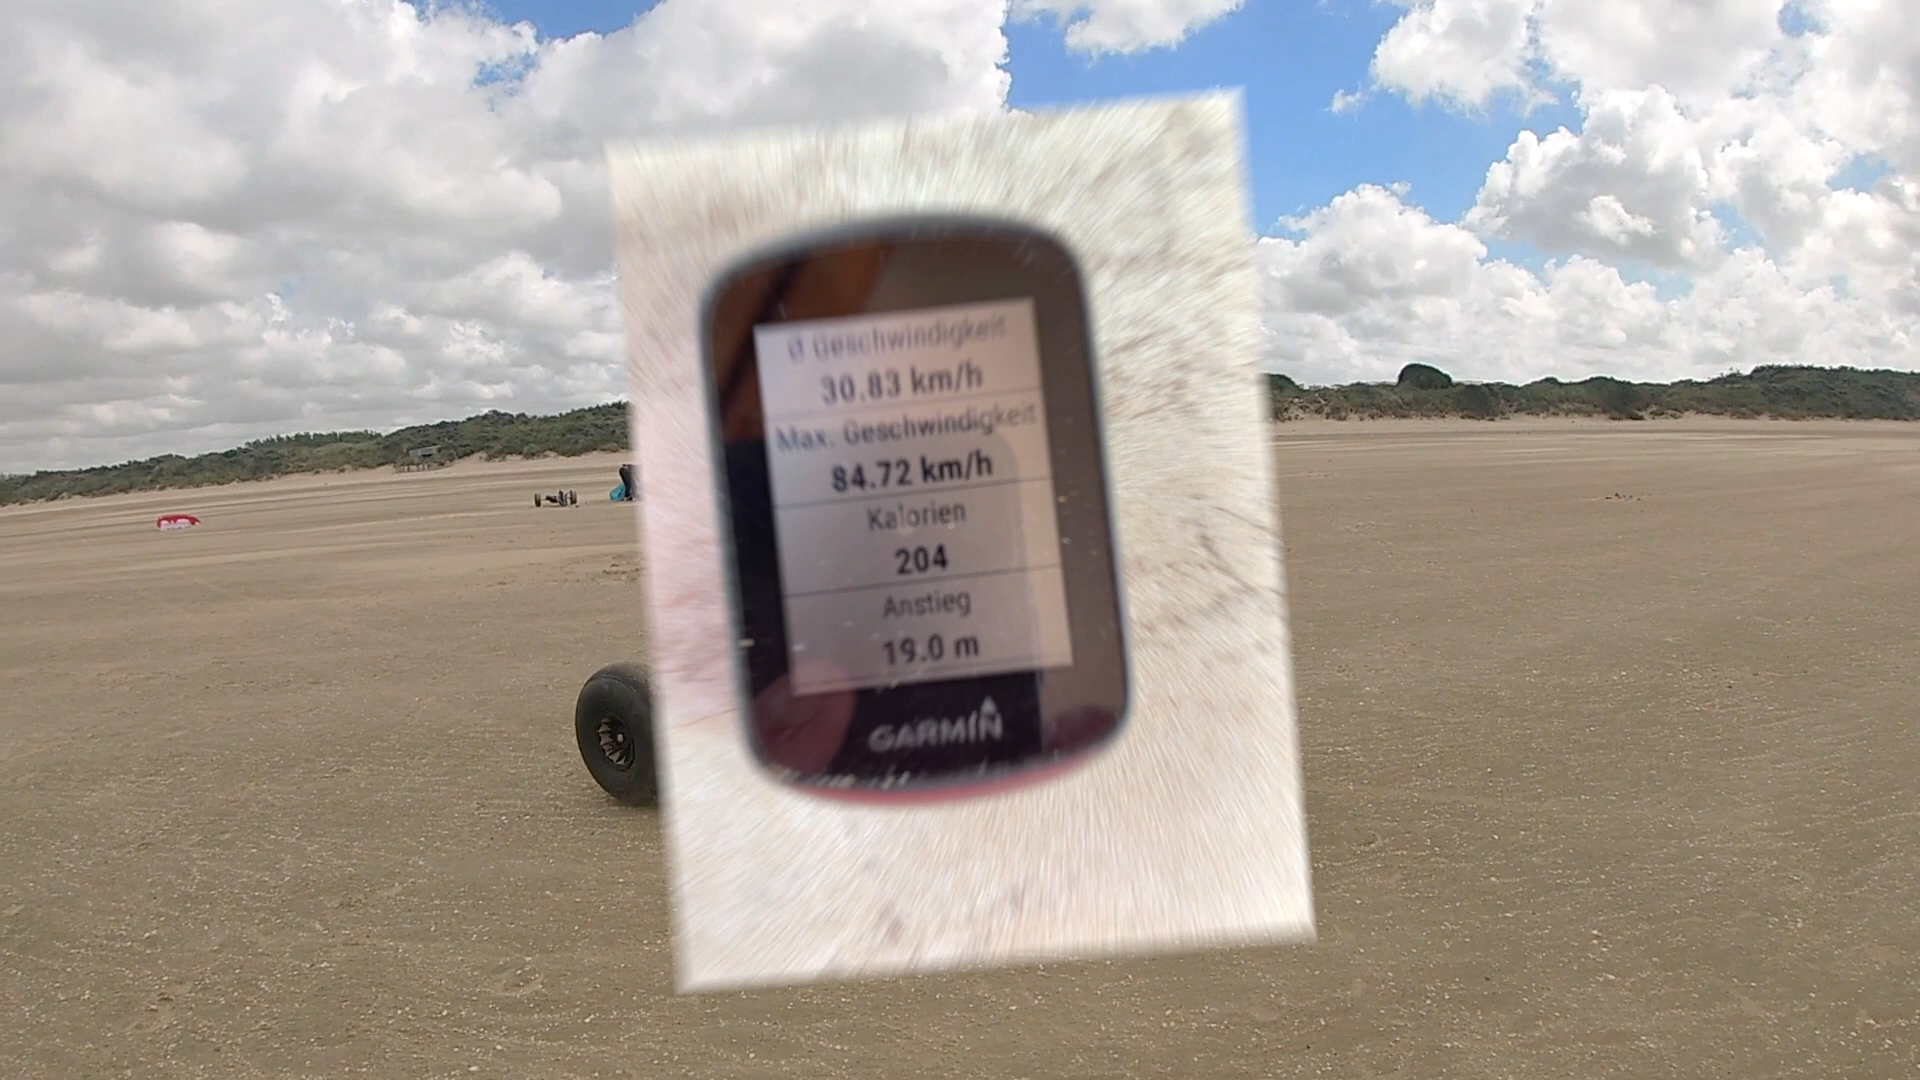 Ø Geschwindigkeit
30.83 km/h
Max. Geschwindigkeit
84.72 km/h
Kalorien
204
Anstieg
19.0 m
GARMIN